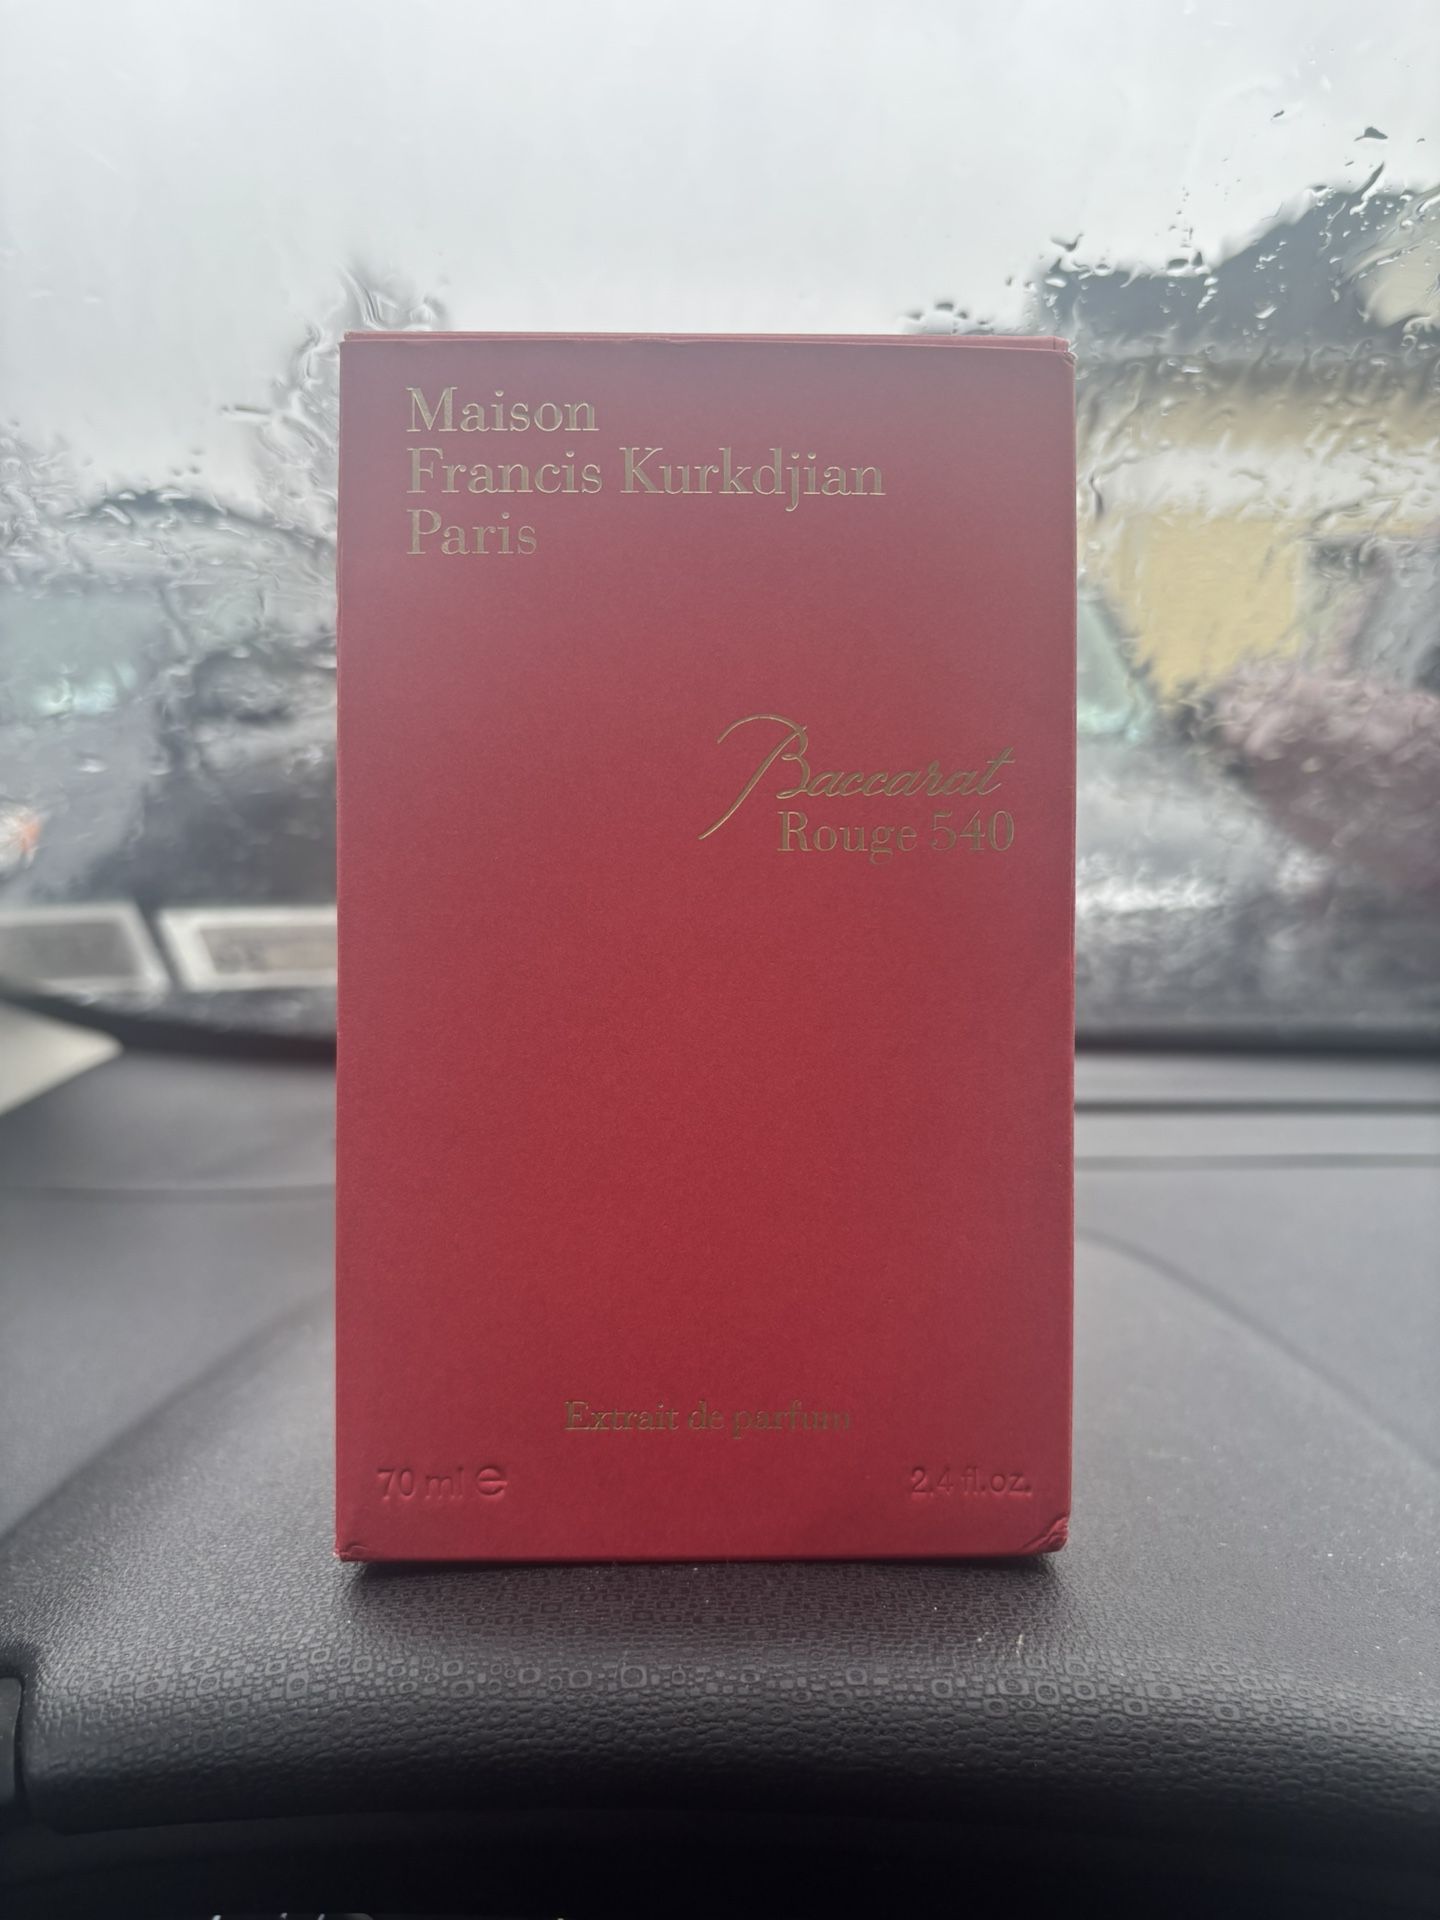 Maison
Francis Kurkdjian
Paris
Baccarat
Rouge 540
Extrait de parfum
70 ml ℮
2.4 fl.oz.